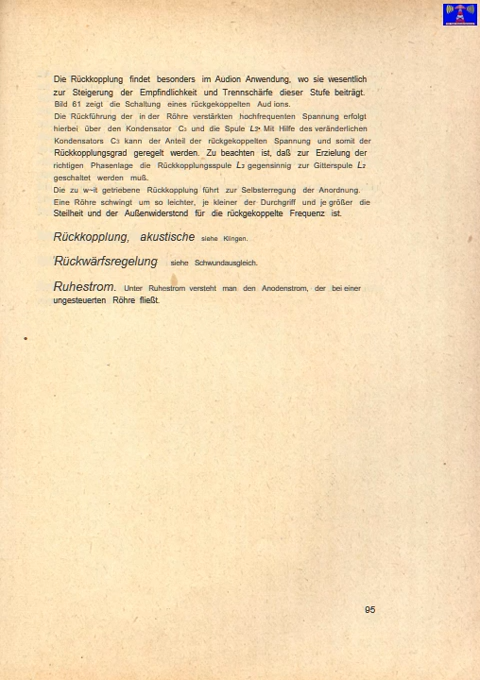 Die Rückkopplung findet besonders im Audion Anwendung, wo sie wesentlich
zur Steigerung der Empfindlichkeit und Trennschärfe dieser Stufe beiträgt.
Bild 61 zeigt die Schaltung eines rückgekoppelten Aud ions.
Die Rückführung der in der Röhre verstärkten hochfrequenten Spannung erfolgt
hierbei über den Kondensator C₃ und die Spule Mit Hilfe des veränderlichen
Kondensators C₃ kann der Anteil der rückgekoppelten Spannung und somit der
Rückkopplungsgrad geregelt werden. Zu beachten ist, daß zur Erzielung der
richtigen Phasenlage die Rückkopplungsspule L₃ gegensinnig zur Gitterspule L₂
geschaltet werden muß.
Die zu w~it getriebene Rückkopplung führt zur Selbsterregung der Anordnung.
Eine Röhre schwingt um so leichter, je kleiner der Durchgriff und je größer die
Steilheit und der Außenwiderstcnd für die rückgekoppelte Frequenz ist.
Rückkopplung, akustische siehe Klingen.
Rückwärfsregelung siehe Schwundausgleich.
Ruhestrom. Unter Ruhestrom versteht man den Anodenstrom, der bei einer
ungesteuerten Röhre fließt.
95